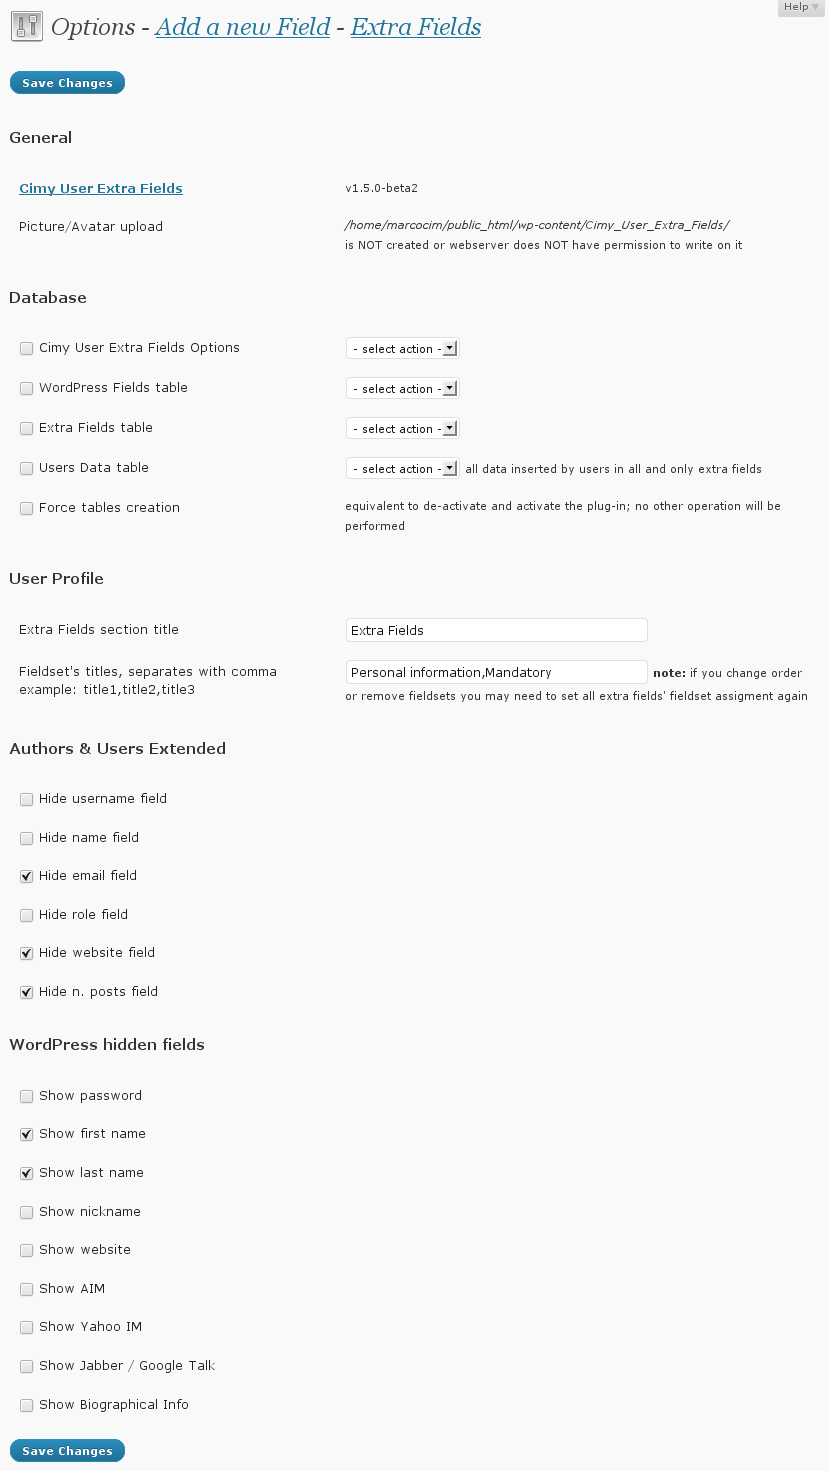 Help
Options - Add a new Field - Extra Fields
Save Changes
General
Cimy User Extra Fields v1.5.0-beta2
Picture/Avatar upload /home/marcocim/public_html/wp-content/Cimy_User_Extra_Fields/
is NOT created or webserver does NOT have permission to write on it
Database
Cimy User Extra Fields Options - select action -
WordPress Fields table - select action -
Extra Fields table - select action -
Users Data table - select action - all data inserted by users in all and only extra fields
Force tables creation equivalent to de-activate and activate the plug-in; no other operation will be
performed
User Profile
Extra Fields section title Extra Fields
Fieldset's titles, separates with comma Personal information,Mandatory note: if you change order
example: title1,title2,title3 or remove fieldsets you may need to set all extra fields' fieldset assigment again
Authors & Users Extended
Hide username field
Hide name field
Hide email field
Hide role field
Hide website field
Hide n. posts field
WordPress hidden fields
Show password
Show first name
Show last name
Show nickname
Show website
Show AIM
Show Yahoo IM
Show Jabber / Google Talk
Show Biographical Info
Save Changes